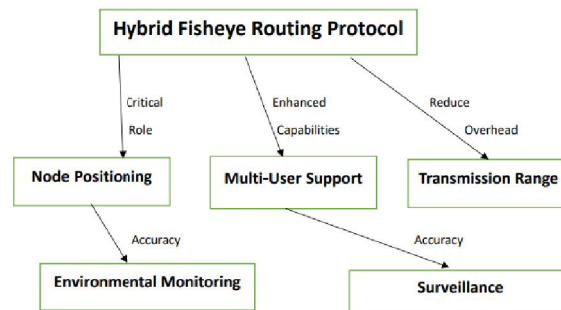 Hybrid Fisheye Routing Protocol
Critical
Role
Enhanced
Capabilities
Reduce
Overhead
Node Positioning
Multi-User Support
Transmission Range
Accuracy
Accuracy
Environmental Monitoring
Surveillance